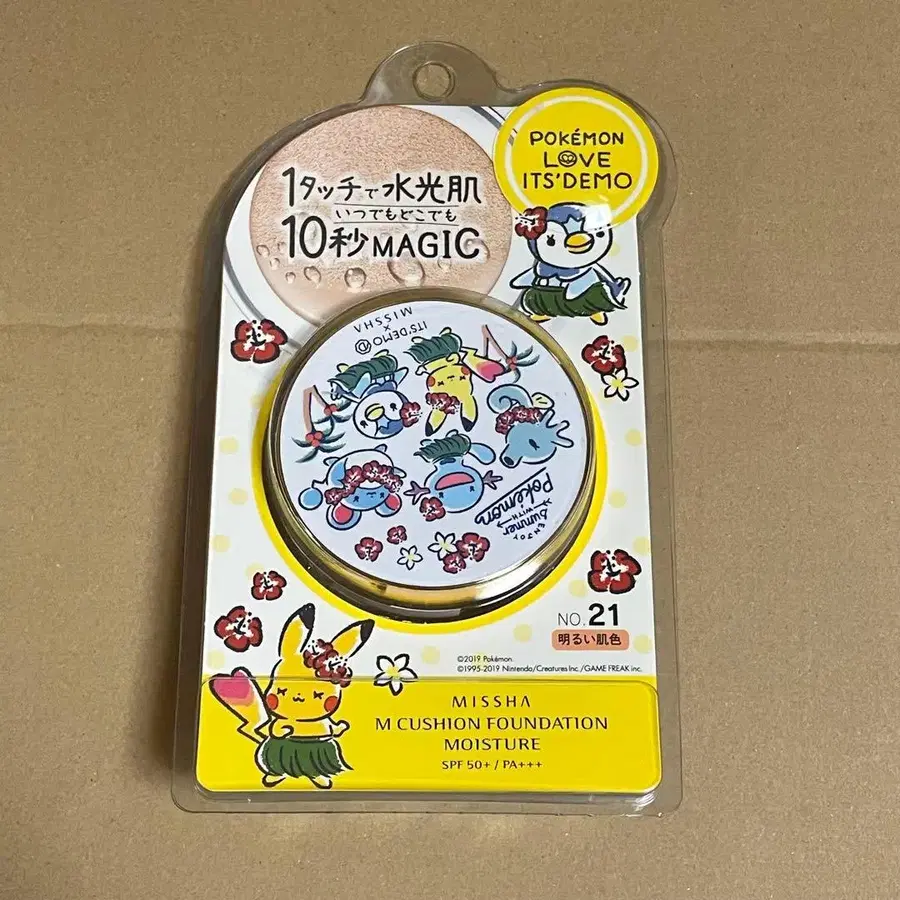 POKÉMON
LOVE
ITS'DEMO
1タッチで水光肌
いつでもどこでも
10秒MAGIC
MISSHA
×
ITS'DEMO
ENJOY
Summer
WITH
Pokémon
NO.21
明るい肌色
©2019 Pokémon.
©1995-2019 Nintendo/Creatures Inc./GAME FREAK inc.
MISSHA
M CUSHION FOUNDATION
MOISTURE
SPF 50+ / PA+++